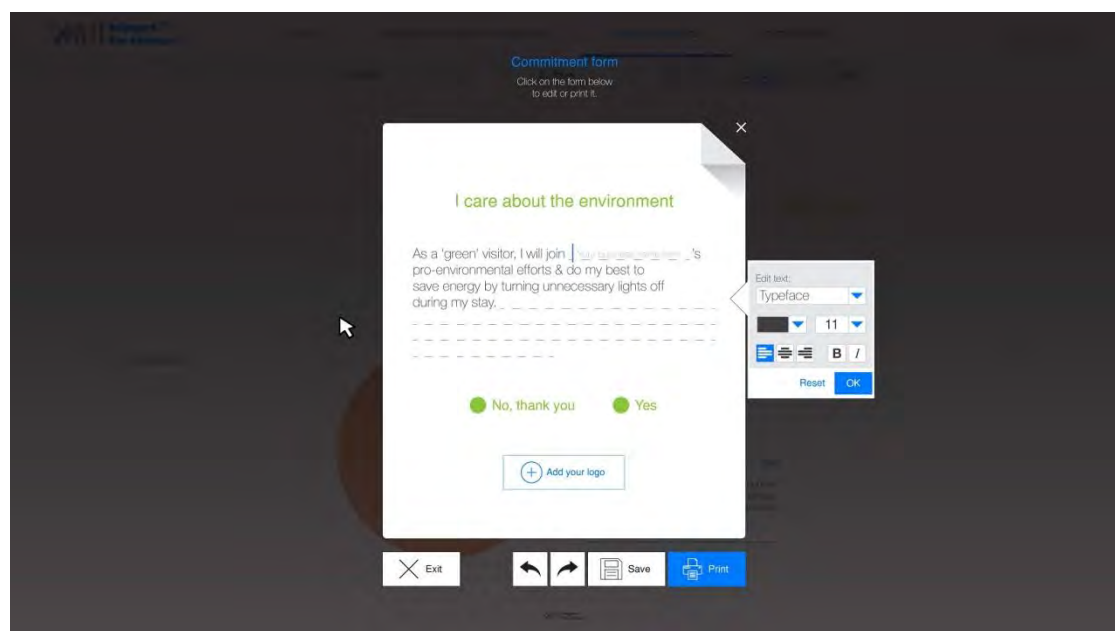 Commitment form
Click on the form below
to edit or print it.
I care about the environment
As a 'green' visitor, I will join 's
pro-environmental efforts & do my best to
save energy by turning unnecessary lights off
during my stay.
Edit text:
Typeface
11
B I
Reset OK
No, thank you Yes
Add your logo
Exit Save Print